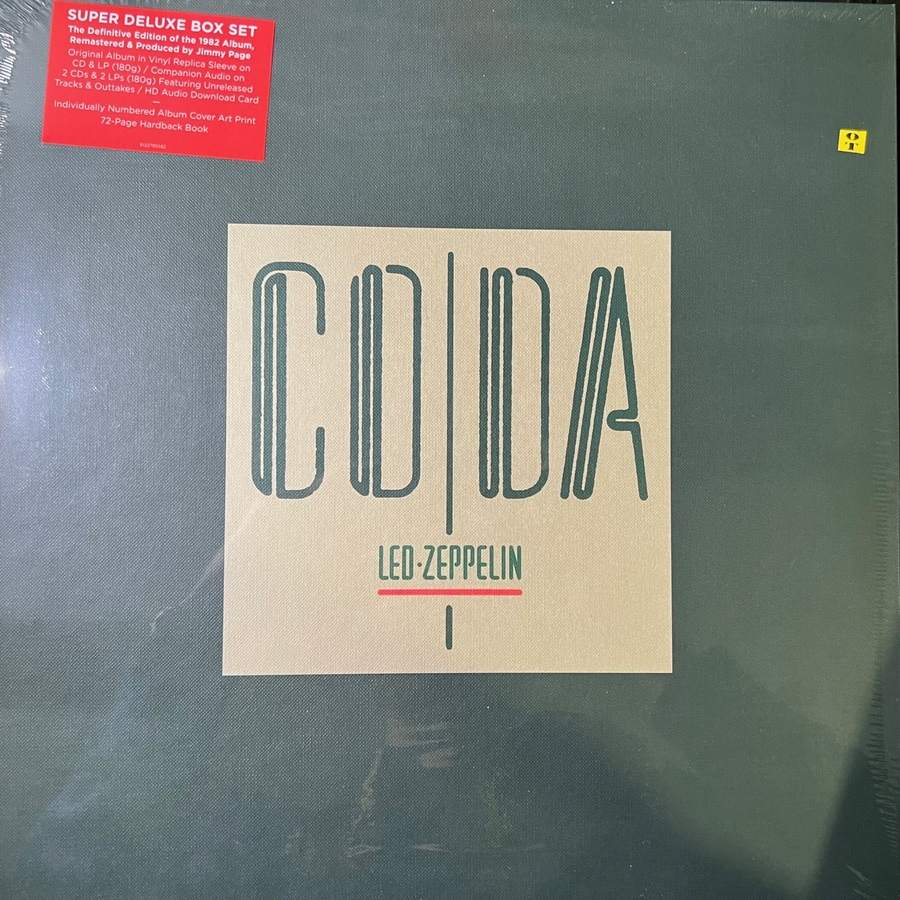 SUPER DELUXE BOX SET
The Definitive Edition of the 1982 Album,
Remastered & Produced by Jimmy Page
Original Album in Vinyl Replica Sleeve on
CD & LP (180g) / Companion Audio on
2 CDs & 2 LPs (180g) Featuring Unreleased
Tracks & Outtakes / HD Audio Download Card
—
Individually Numbered Album Cover Art Print
72-Page Hardback Book
O
T
CODA
LED·ZEPPELIN